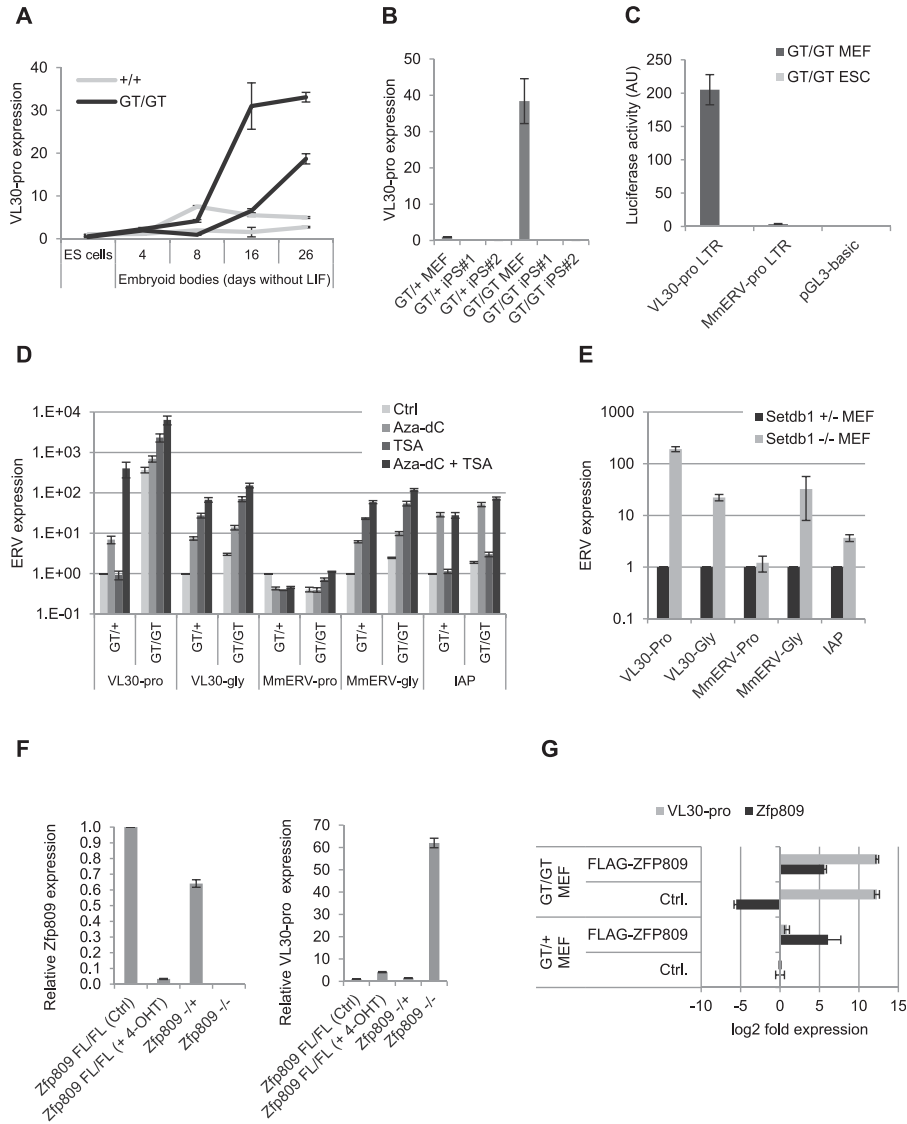 A
VL30-pro expression
40
30
20
10
0
+/+
GT/GT
ES cells
4
8
16
26
Embryoid bodies (days without LIF)
B
VL30-pro expression
50
40
30
20
10
0
GT/+ MEF
GT/+ iPS#1
GT/+ iPS#2
GT/GT MEF
GT/GT iPS#1
GT/GT iPS#2
C
Luciferase activity (AU)
250
200
150
100
50
0
GT/GT MEF
GT/GT ESC
VL30-pro LTR
MmERV-pro LTR
pGL3-basic
D
ERV expression
1.E+04
1.E+03
1.E+02
1.E+01
1.E+00
1.E–01
Ctrl
Aza-dC
TSA
Aza-dC + TSA
GT/+
GT/GT
GT/+
GT/GT
GT/+
GT/GT
GT/+
GT/GT
GT/+
GT/GT
VL30-pro
VL30-gly
MmERV-pro
MmERV-gly
IAP
E
ERV expression
1000
100
10
1
0.1
Setdb1 +/- MEF
Setdb1 -/- MEF
VL30-Pro
VL30-Gly
MmERV-Pro
MmERV-Gly
IAP
F
Relative Zfp809 expression
1.0
0.9
0.8
0.7
0.6
0.5
0.4
0.3
0.2
0.1
0.0
Zfp809 FL/FL (Ctrl)
Zfp809 FL/FL (+ 4-OHT)
Zfp809 -/+
Zfp809 -/-
Relative VL30-pro expression
70
60
50
40
30
20
10
0
Zfp809 FL/FL (Ctrl)
Zfp809 FL/FL (+ 4-OHT)
Zfp809 -/+
Zfp809 -/-
G
VL30-pro
Zfp809
GT/GT
MEF
FLAG-ZFP809
Ctrl.
GT/+
MEF
FLAG-ZFP809
Ctrl.
-10
-5
0
5
10
15
log2 fold expression